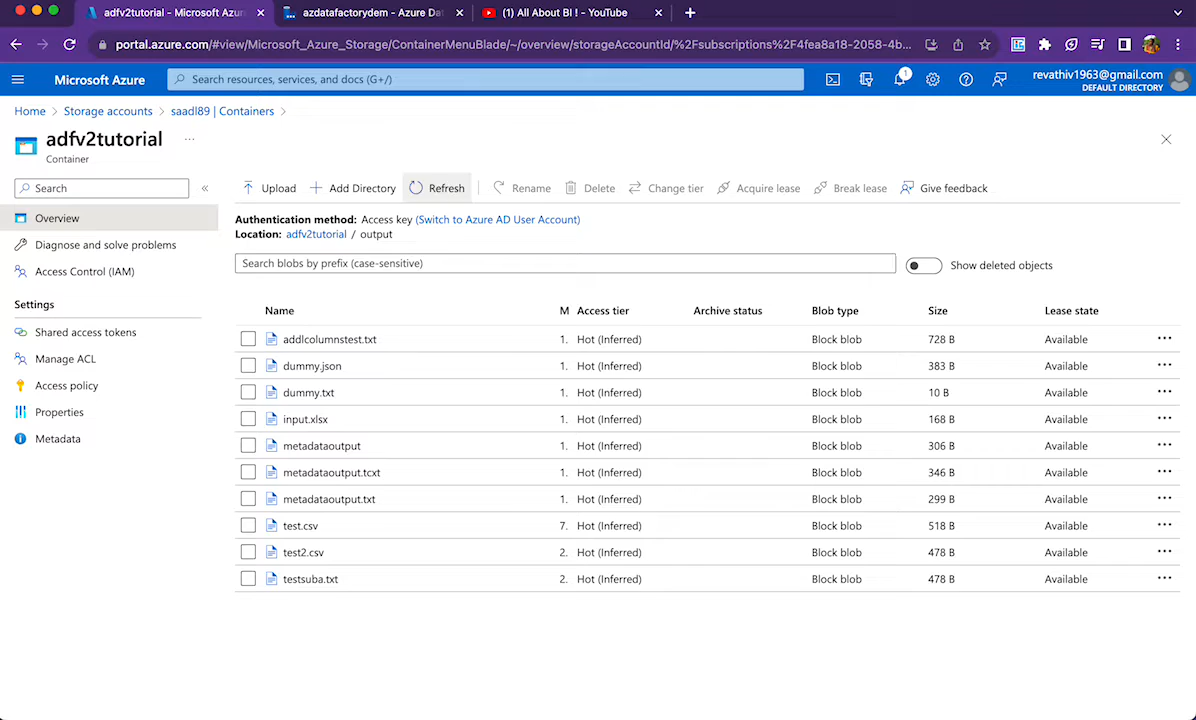 adfv2tutorial - Microsoft Azur
azdatafactorydem - Azure Dat
(1) All About BI ! - YouTube
portal.azure.com/#view/Microsoft_Azure_Storage/ContainerMenuBlade/~/overview/storageAccountId/%2Fsubscriptions%2F4fea8a18-2058-4b...
Microsoft Azure
Search resources, services, and docs (G+/)
1
revathiv1963@gmail.com
DEFAULT DIRECTORY
Home > Storage accounts > saadl89 | Containers >
adfv2tutorial ...
Container
Search
«
Upload
Add Directory
Refresh
Rename
Delete
Change tier
Acquire lease
Break lease
Give feedback
Overview
Diagnose and solve problems
Access Control (IAM)
Settings
Shared access tokens
Manage ACL
Access policy
Properties
Metadata
Authentication method: Access key (Switch to Azure AD User Account)
Location: adfv2tutorial / output
Search blobs by prefix (case-sensitive)
Show deleted objects
Name M Access tier Archive status Blob type Size Lease state
addlcolumnstest.txt 1. Hot (Inferred) Block blob 728 B Available ...
dummy.json 1. Hot (Inferred) Block blob 383 B Available ...
dummy.txt 1. Hot (Inferred) Block blob 10 B Available ...
input.xlsx 1. Hot (Inferred) Block blob 168 B Available ...
metadataoutput 1. Hot (Inferred) Block blob 306 B Available ...
metadataoutput.tcxt 1. Hot (Inferred) Block blob 346 B Available ...
metadataoutput.txt 1. Hot (Inferred) Block blob 299 B Available ...
test.csv 7. Hot (Inferred) Block blob 518 B Available ...
test2.csv 2. Hot (Inferred) Block blob 478 B Available ...
testsuba.txt 2. Hot (Inferred) Block blob 478 B Available ...